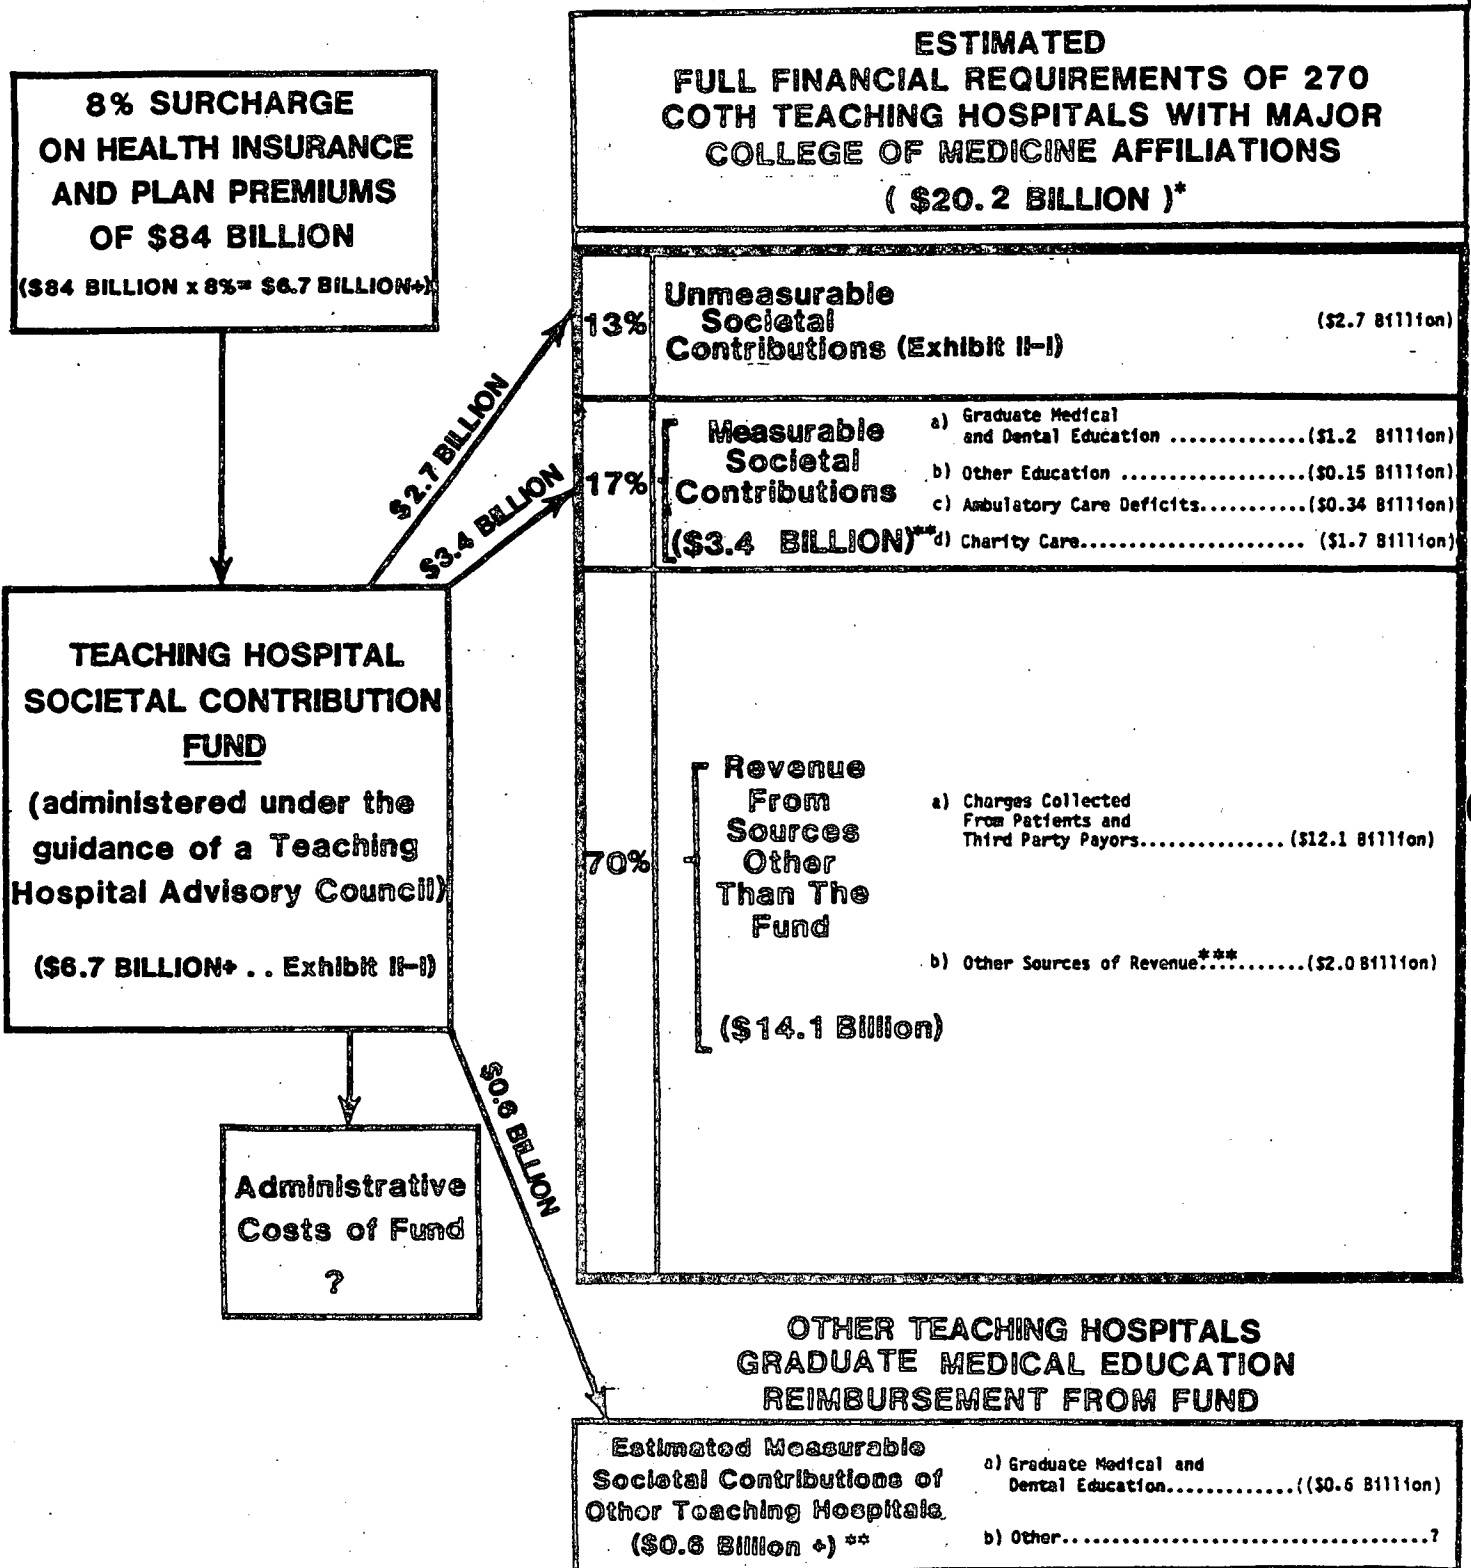 8% SURCHARGE
ON HEALTH INSURANCE
AND PLAN PREMIUMS
OF $84 BILLION
($84 BILLION x 8%= $6.7 BILLION+)
TEACHING HOSPITAL
SOCIETAL CONTRIBUTION
FUND
(administered under the
guidance of a Teaching
Hospital Advisory Council)
($6.7 BILLION+ .. Exhibit II-I)
Administrative
Costs of Fund
?
$2.7 BILLION
$3.4 BILLION
$0.6 BILLION
ESTIMATED
FULL FINANCIAL REQUIREMENTS OF 270
COTH TEACHING HOSPITALS WITH MAJOR
COLLEGE OF MEDICINE AFFILIATIONS
( $20.2 BILLION )*
13%
Unmeasurable
Societal
Contributions (Exhibit II-I)
($2.7 Billion)
17%
Measurable
Societal
Contributions
($3.4 BILLION)**
a) Graduate Medical
and Dental Education ..............($1.2 Billion)
b) Other Education ...................($0.15 Billion)
c) Ambulatory Care Deficits...........($0.34 Billion)
d) Charity Care....................... ($1.7 Billion)
70%
Revenue
From
Sources
Other
Than The
Fund
($14.1 Billion)
a) Charges Collected
From Patients and
Third Party Payors...............($12.1 Billion)
b) Other Sources of Revenue***.......($2.0 Billion)
OTHER TEACHING HOSPITALS
GRADUATE MEDICAL EDUCATION
REIMBURSEMENT FROM FUND
Estimated Measurable
Societal Contributions of
Other Teaching Hospitals
($0.6 Billion +) **
a) Graduate Medical and
Dental Education.............(($0.6 Billion)
b) Other.....................................?